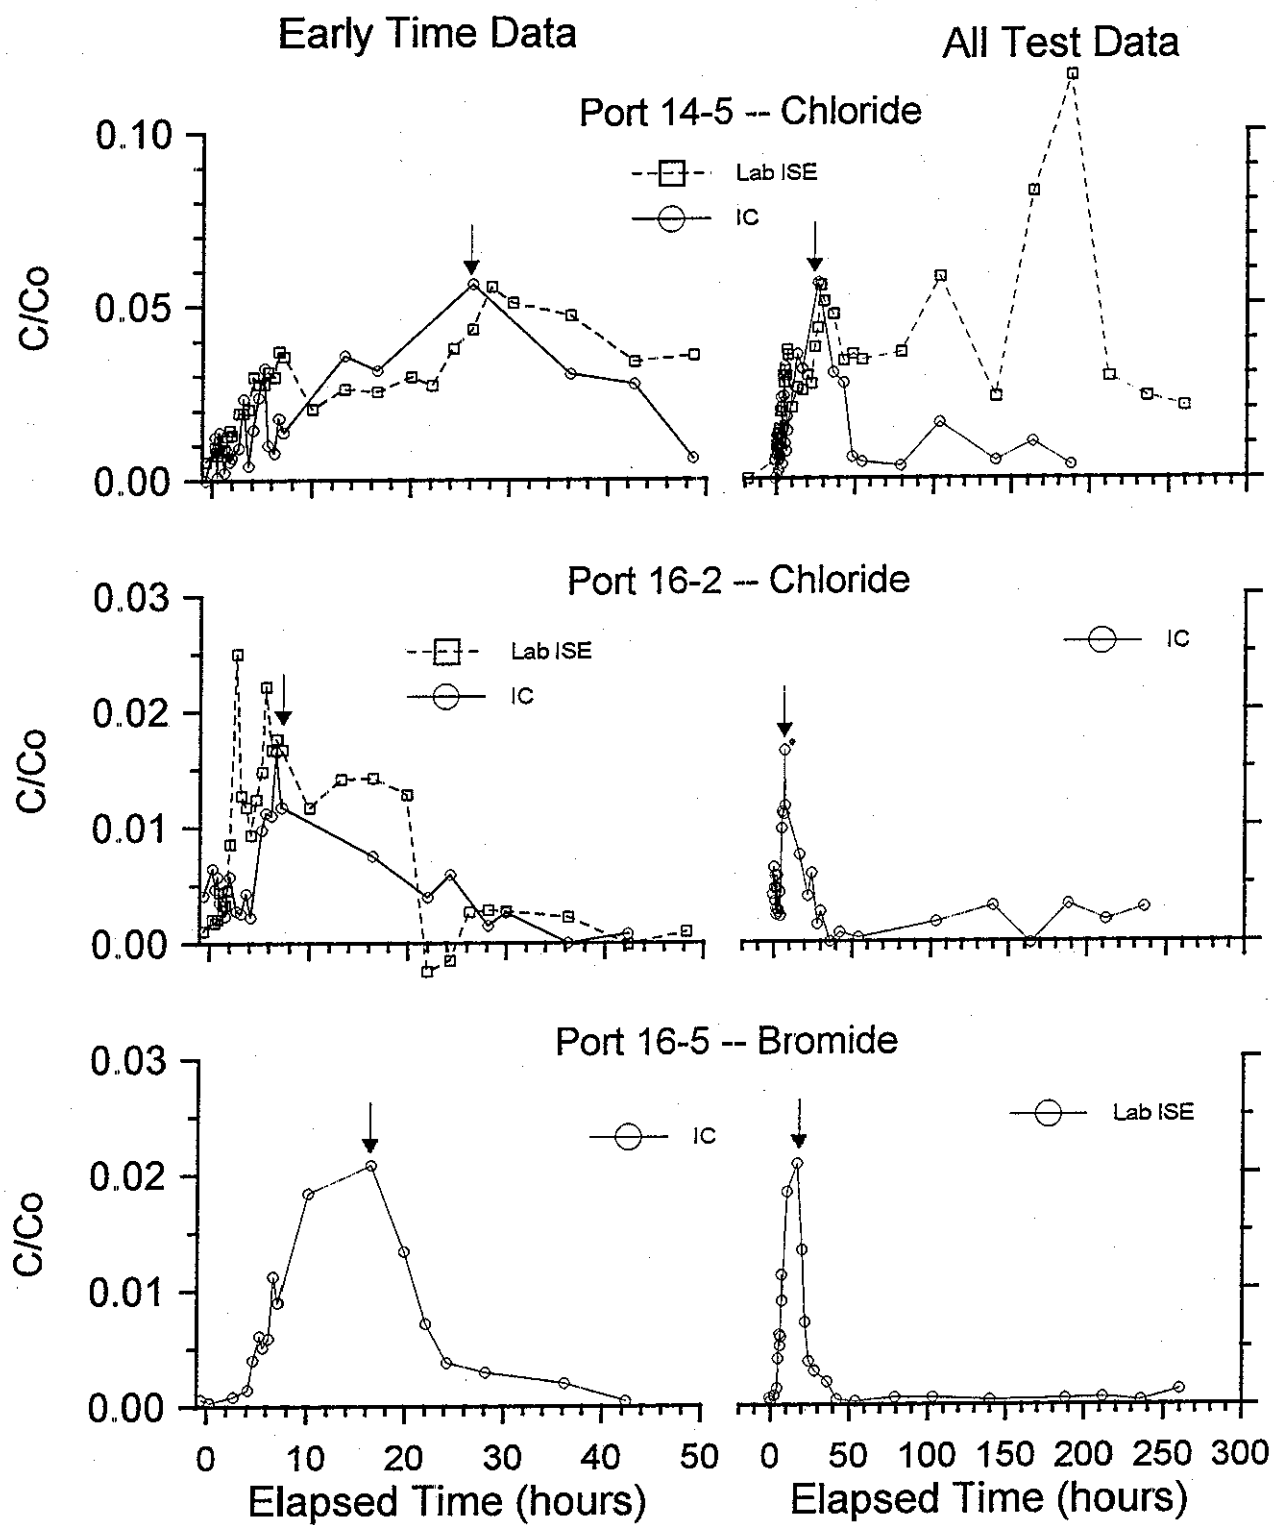 Early Time Data
All Test Data
Port 14-5 -- Chloride
0.10
Lab ISE
IC
0.05
C/Co
0.00
Port 16-2 -- Chloride
0.03
Lab ISE
IC
IC
0.02
C/Co
0.01
0.00
Port 16-5 -- Bromide
0.03
IC
Lab ISE
0.02
C/Co
0.01
0.00
0 10 20 30 40 50
0 50 100 150 200 250 300
Elapsed Time (hours)
Elapsed Time (hours)